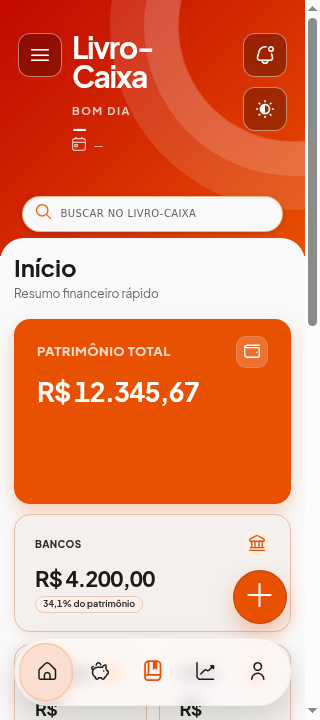 Livro-
Caixa
BOM DIA
—
—
BUSCAR NO LIVRO-CAIXA
Início
Resumo financeiro rápido
PATRIMÔNIO TOTAL
R$ 12.345,67
BANCOS
R$ 4.200,00
34,1% do patrimônio
R$
R$